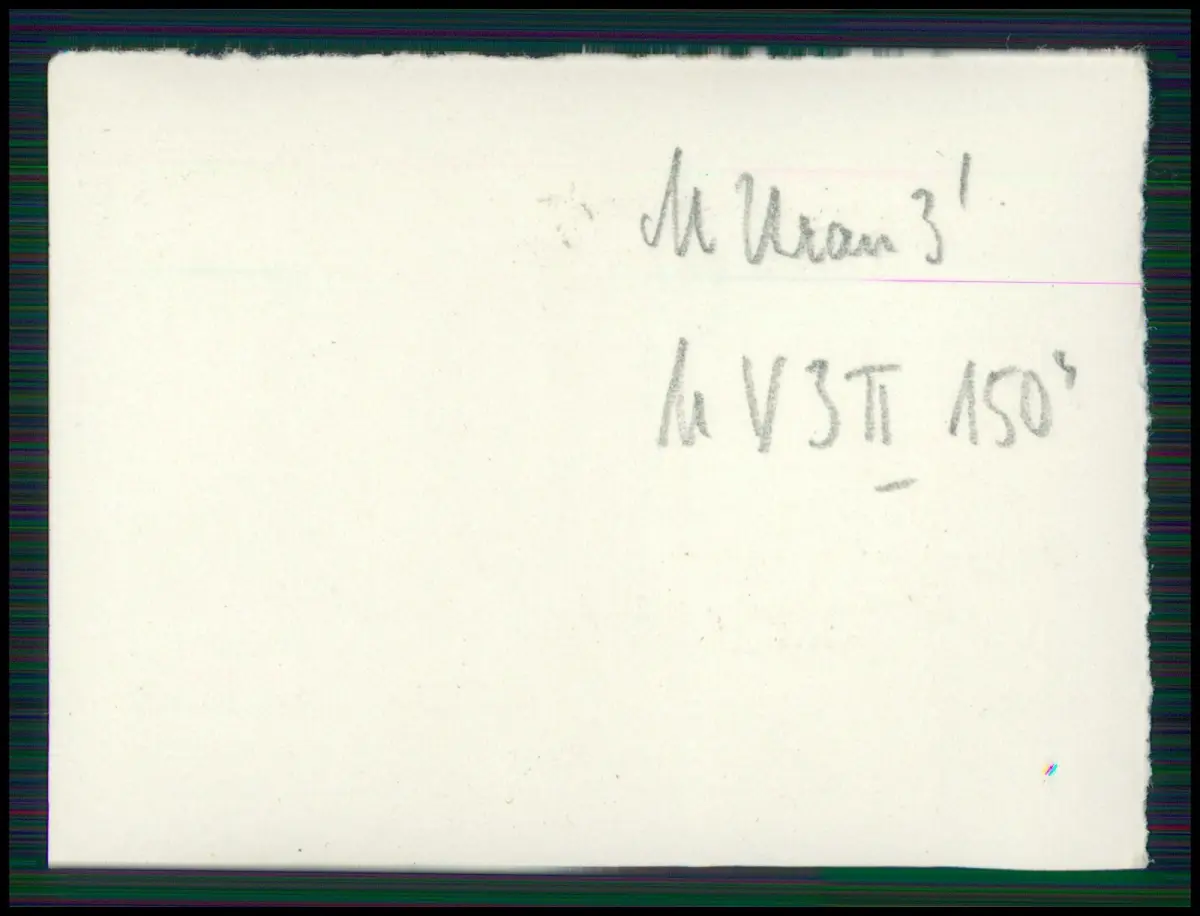 M Uran 3'
M V 3 II 150"